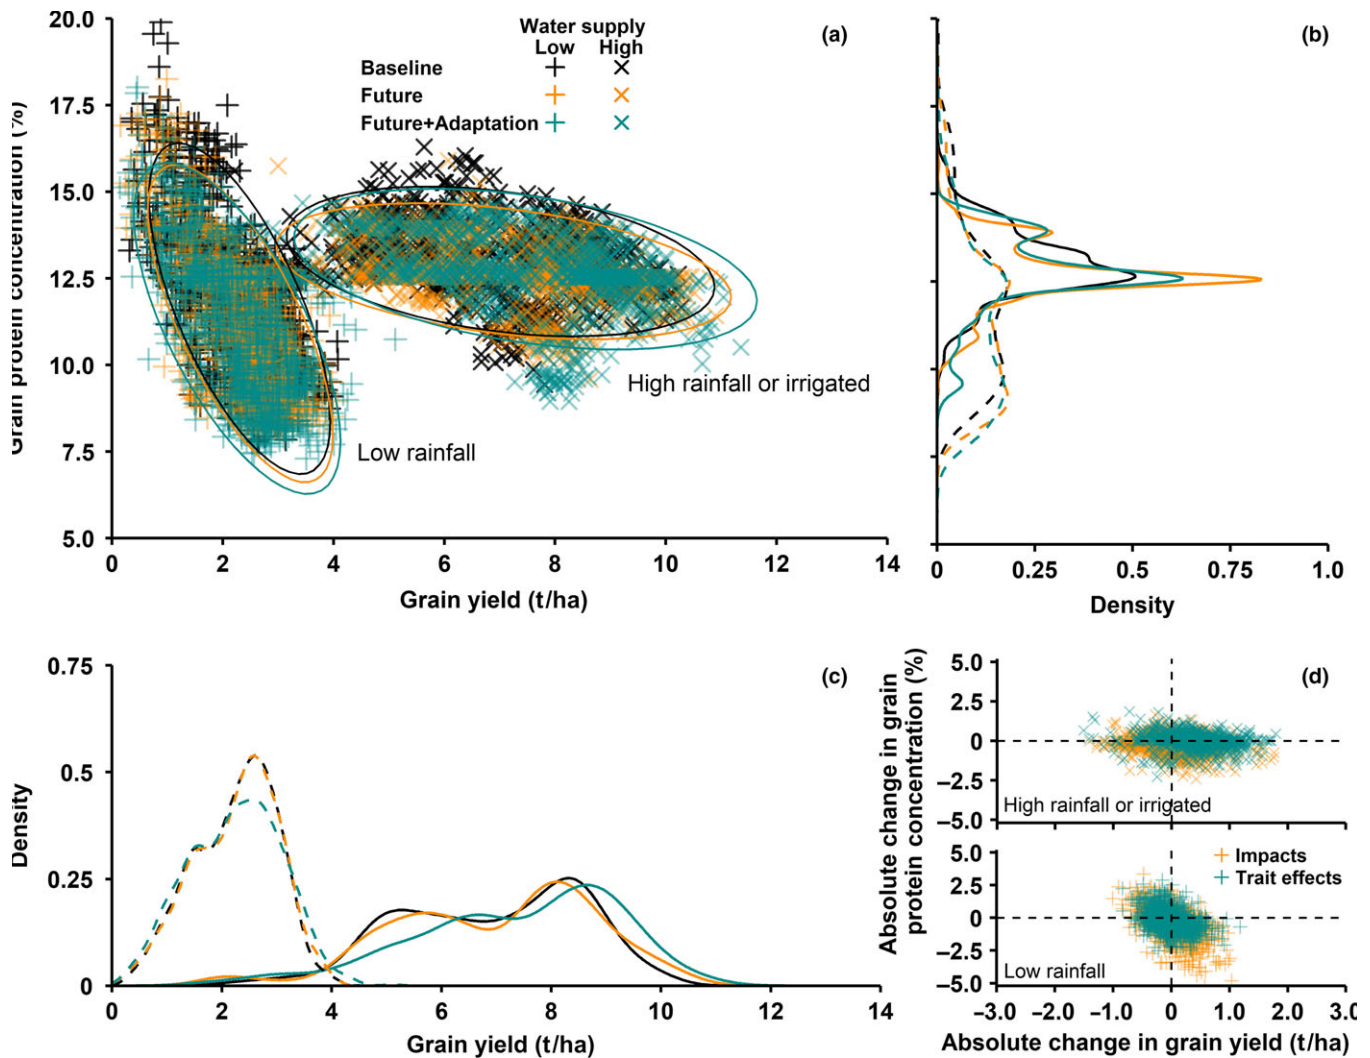 (a)
Water supply
Low High
Baseline
Future
Future+Adaptation
Grain protein concentration (%)
20.0
17.5
15.0
12.5
10.0
7.5
5.0
High rainfall or irrigated
Low rainfall
0 2 4 6 8 10 12 14
Grain yield (t/ha)
(b)
0 0.25 0.50 0.75 1.0
Density
(c)
Density
0.75
0.5
0.25
0
0 2 4 6 8 10 12 14
Grain yield (t/ha)
(d)
Absolute change in grain
protein concentration (%)
5.0
2.5
0
−2.5
−5.0
High rainfall or irrigated
5.0
2.5
0
−2.5
−5.0
Impacts
Trait effects
Low rainfall
−3.0 −2.0 −1.0 0 1.0 2.0 3.0
Absolute change in grain yield (t/ha)